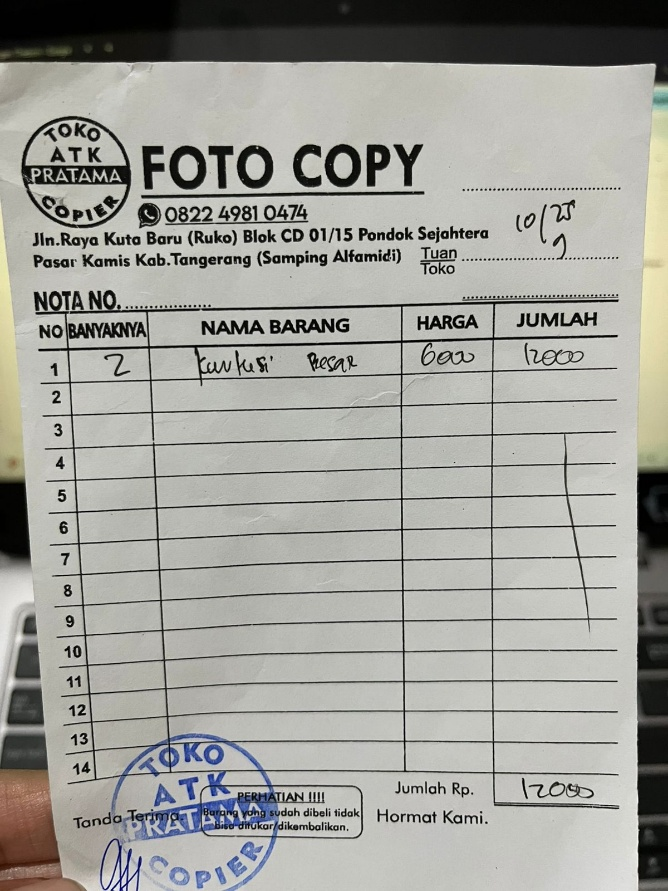 TOKO
ATK
PRATAMA
COPIER
FOTO COPY
0822 4981 0474
Jln.Raya Kuta Baru (Ruko) Blok CD 01/15 Pondok Sejahtera
Pasar Kamis Kab.Tangerang (Samping Alfamidi)
10/25
9
Tuan
Toko
NOTA NO.
NO BANYAKNYA NAMA BARANG HARGA JUMLAH
1 2 Besar 6000 12000
2
3
4
5
6
7
8
9
10
11
12
13
14
Jumlah Rp. 12000
Tanda Terima,
PERHATIAN !!!!
Barang yang sudah dibeli tidak
Bisa ditukar/dikembalikan.
Hormat Kami.
TOKO
ATK
PRATAMA
COPIER